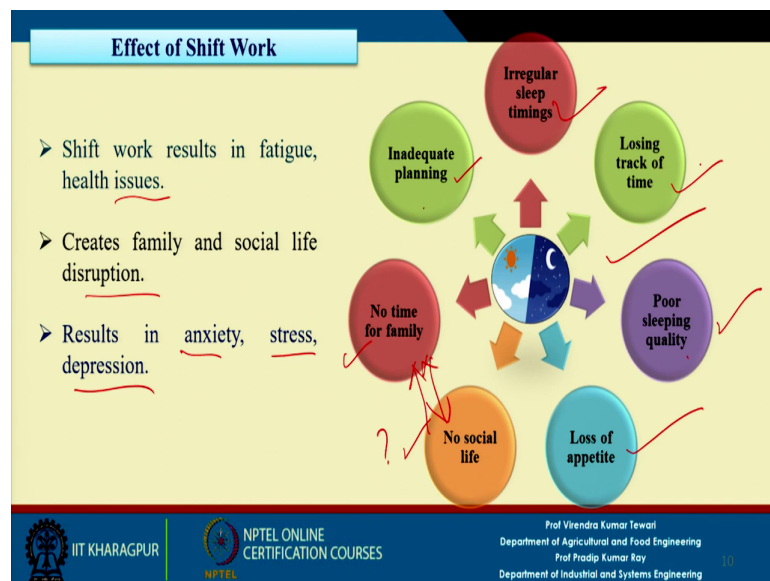 Effect of Shift Work
➢ Shift work results in fatigue,
health issues.
➢ Creates family and social life
disruption.
➢ Results in anxiety, stress,
depression.
Irregular
sleep
timings
Losing
track of
time
Poor
sleeping
quality
Loss of
appetite
No social
life
?
No time
for family
Inadequate
planning
IIT KHARAGPUR
NPTEL
NPTEL ONLINE
CERTIFICATION COURSES
Prof Virendra Kumar Tewari
Department of Agricultural and Food Engineering
Prof Pradip Kumar Ray
Department of Industrial and Systems Engineering
10